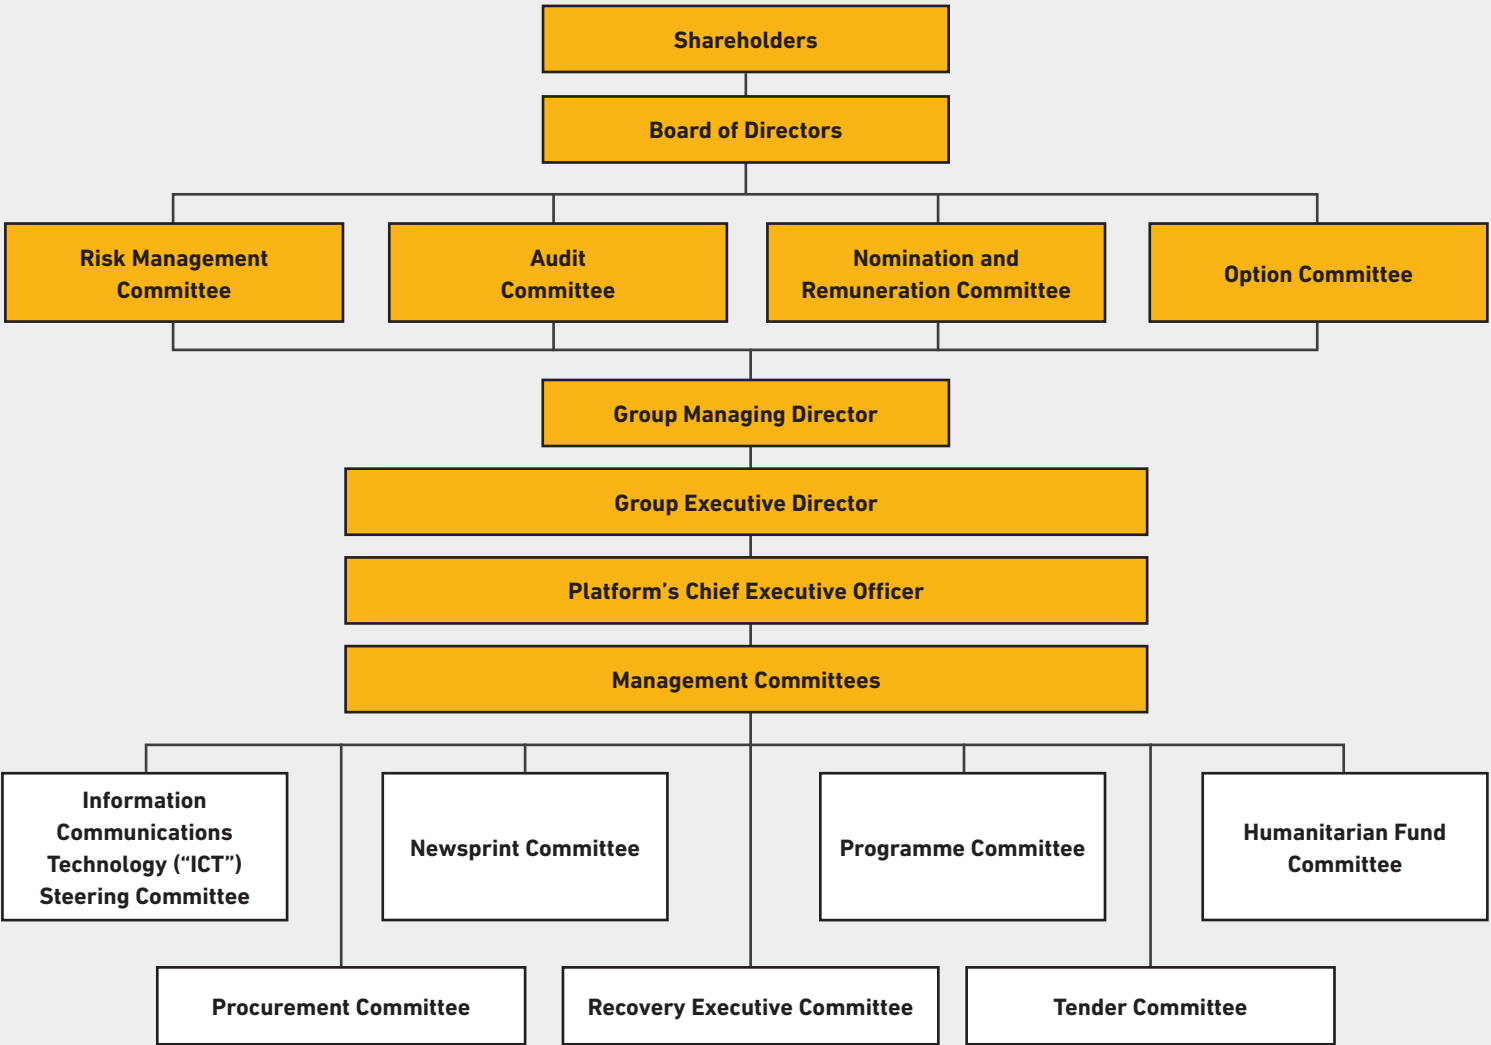 Shareholders
Board of Directors
Risk Management
Committee
Audit
Committee
Nomination and
Remuneration Committee
Option Committee
Group Managing Director
Group Executive Director
Platform’s Chief Executive Officer
Management Committees
Information
Communications
Technology (“ICT”)
Steering Committee
Newsprint Committee
Programme Committee
Humanitarian Fund
Committee
Procurement Committee
Recovery Executive Committee
Tender Committee